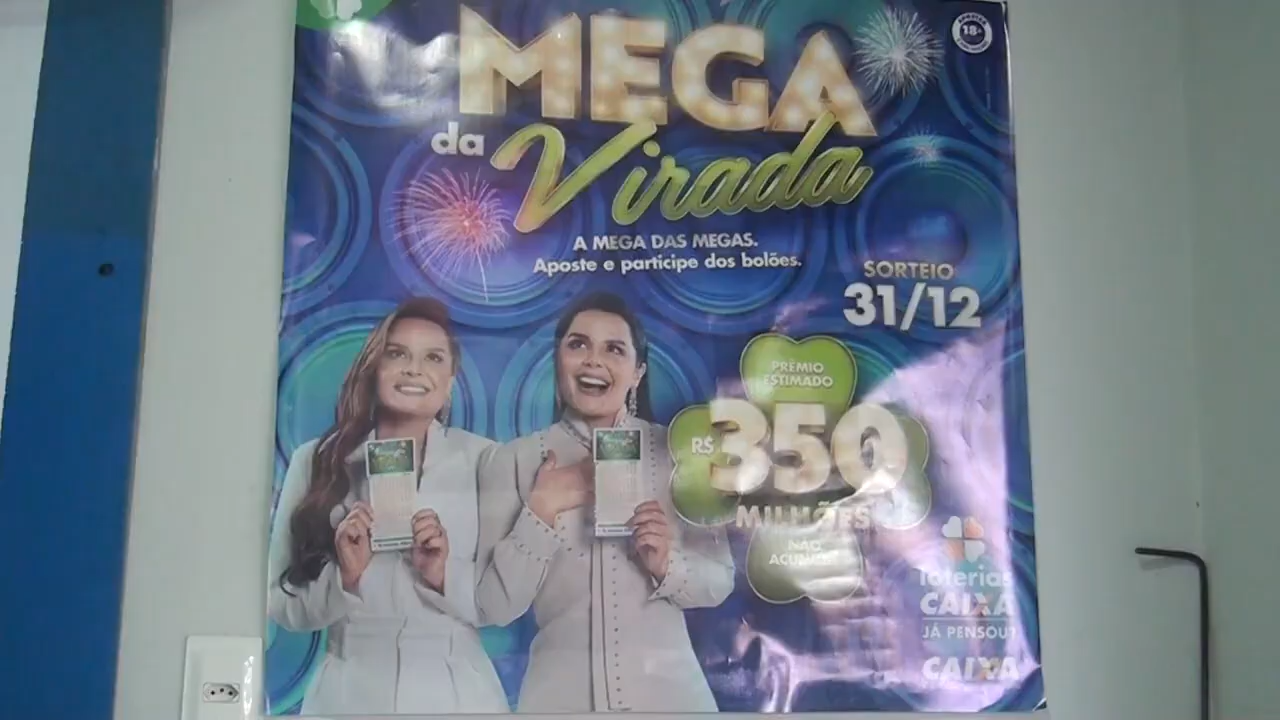 MEGA
da Virada
A MEGA DAS MEGAS.
Aposte e participe dos bolões.
SORTEIO
31/12
PRÊMIO
ESTIMADO
R$ 350
MILHÕES
NÃO
loterias
CAIXA
JÁ PENSOU?
CAIXA
18+